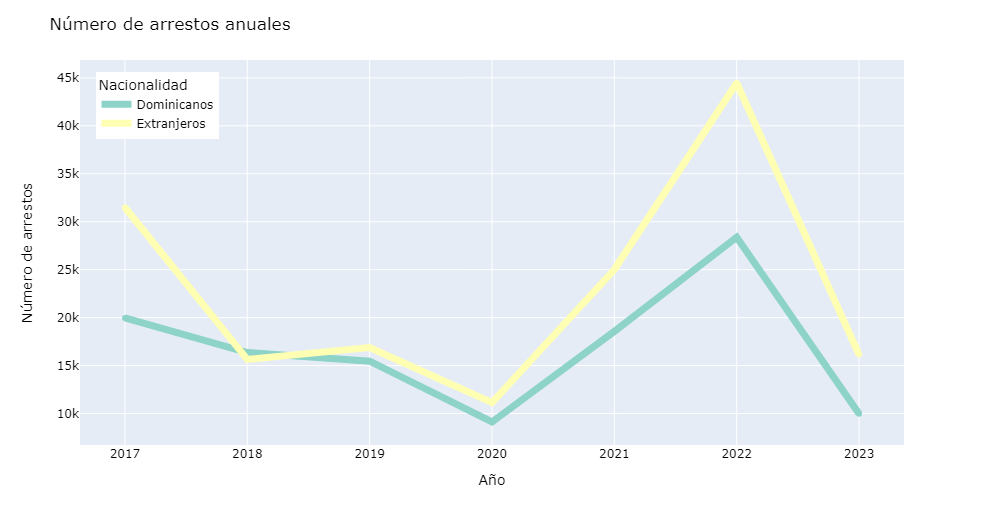 Número de arrestos anuales
Nacionalidad
Dominicanos
Extranjeros
45k
40k
35k
30k
25k
20k
15k
10k
Número de arrestos
2017 2018 2019 2020 2021 2022 2023
Año